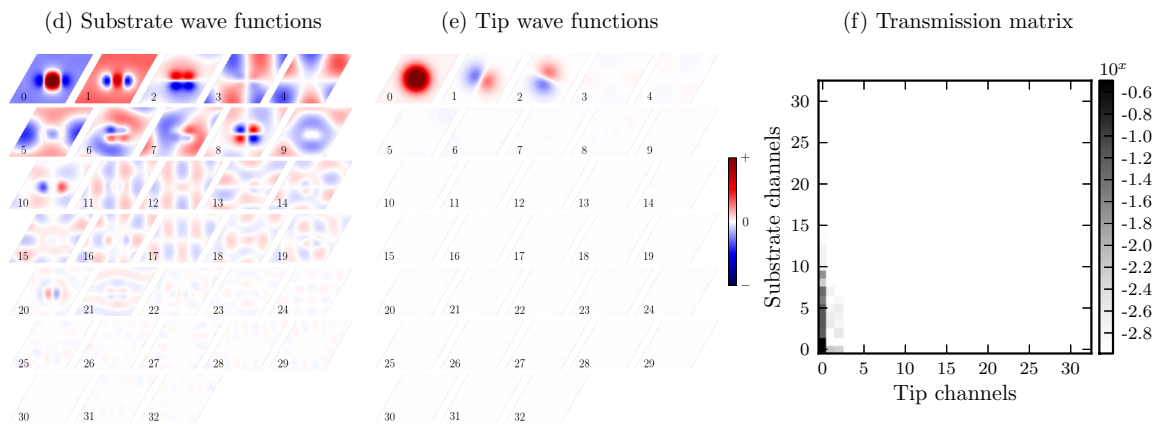 (d) Substrate wave functions
0 1 2 3 4
5 6 7 8 9
10 11 12 13 14
15 16 17 18 19
20 21 22 23 24
25 26 27 28 29
30 31 32
(e) Tip wave functions
0 1 2 3 4
5 6 7 8 9
10 11 12 13 14
15 16 17 18 19
20 21 22 23 24
25 26 27 28 29
30 31 32
+
0
−
(f) Transmission matrix
Substrate channels
30
25
20
15
10
5
0
0 5 10 15 20 25 30
Tip channels
10^x
-0.6
-0.8
-1.0
-1.2
-1.4
-1.6
-1.8
-2.0
-2.2
-2.4
-2.6
-2.8